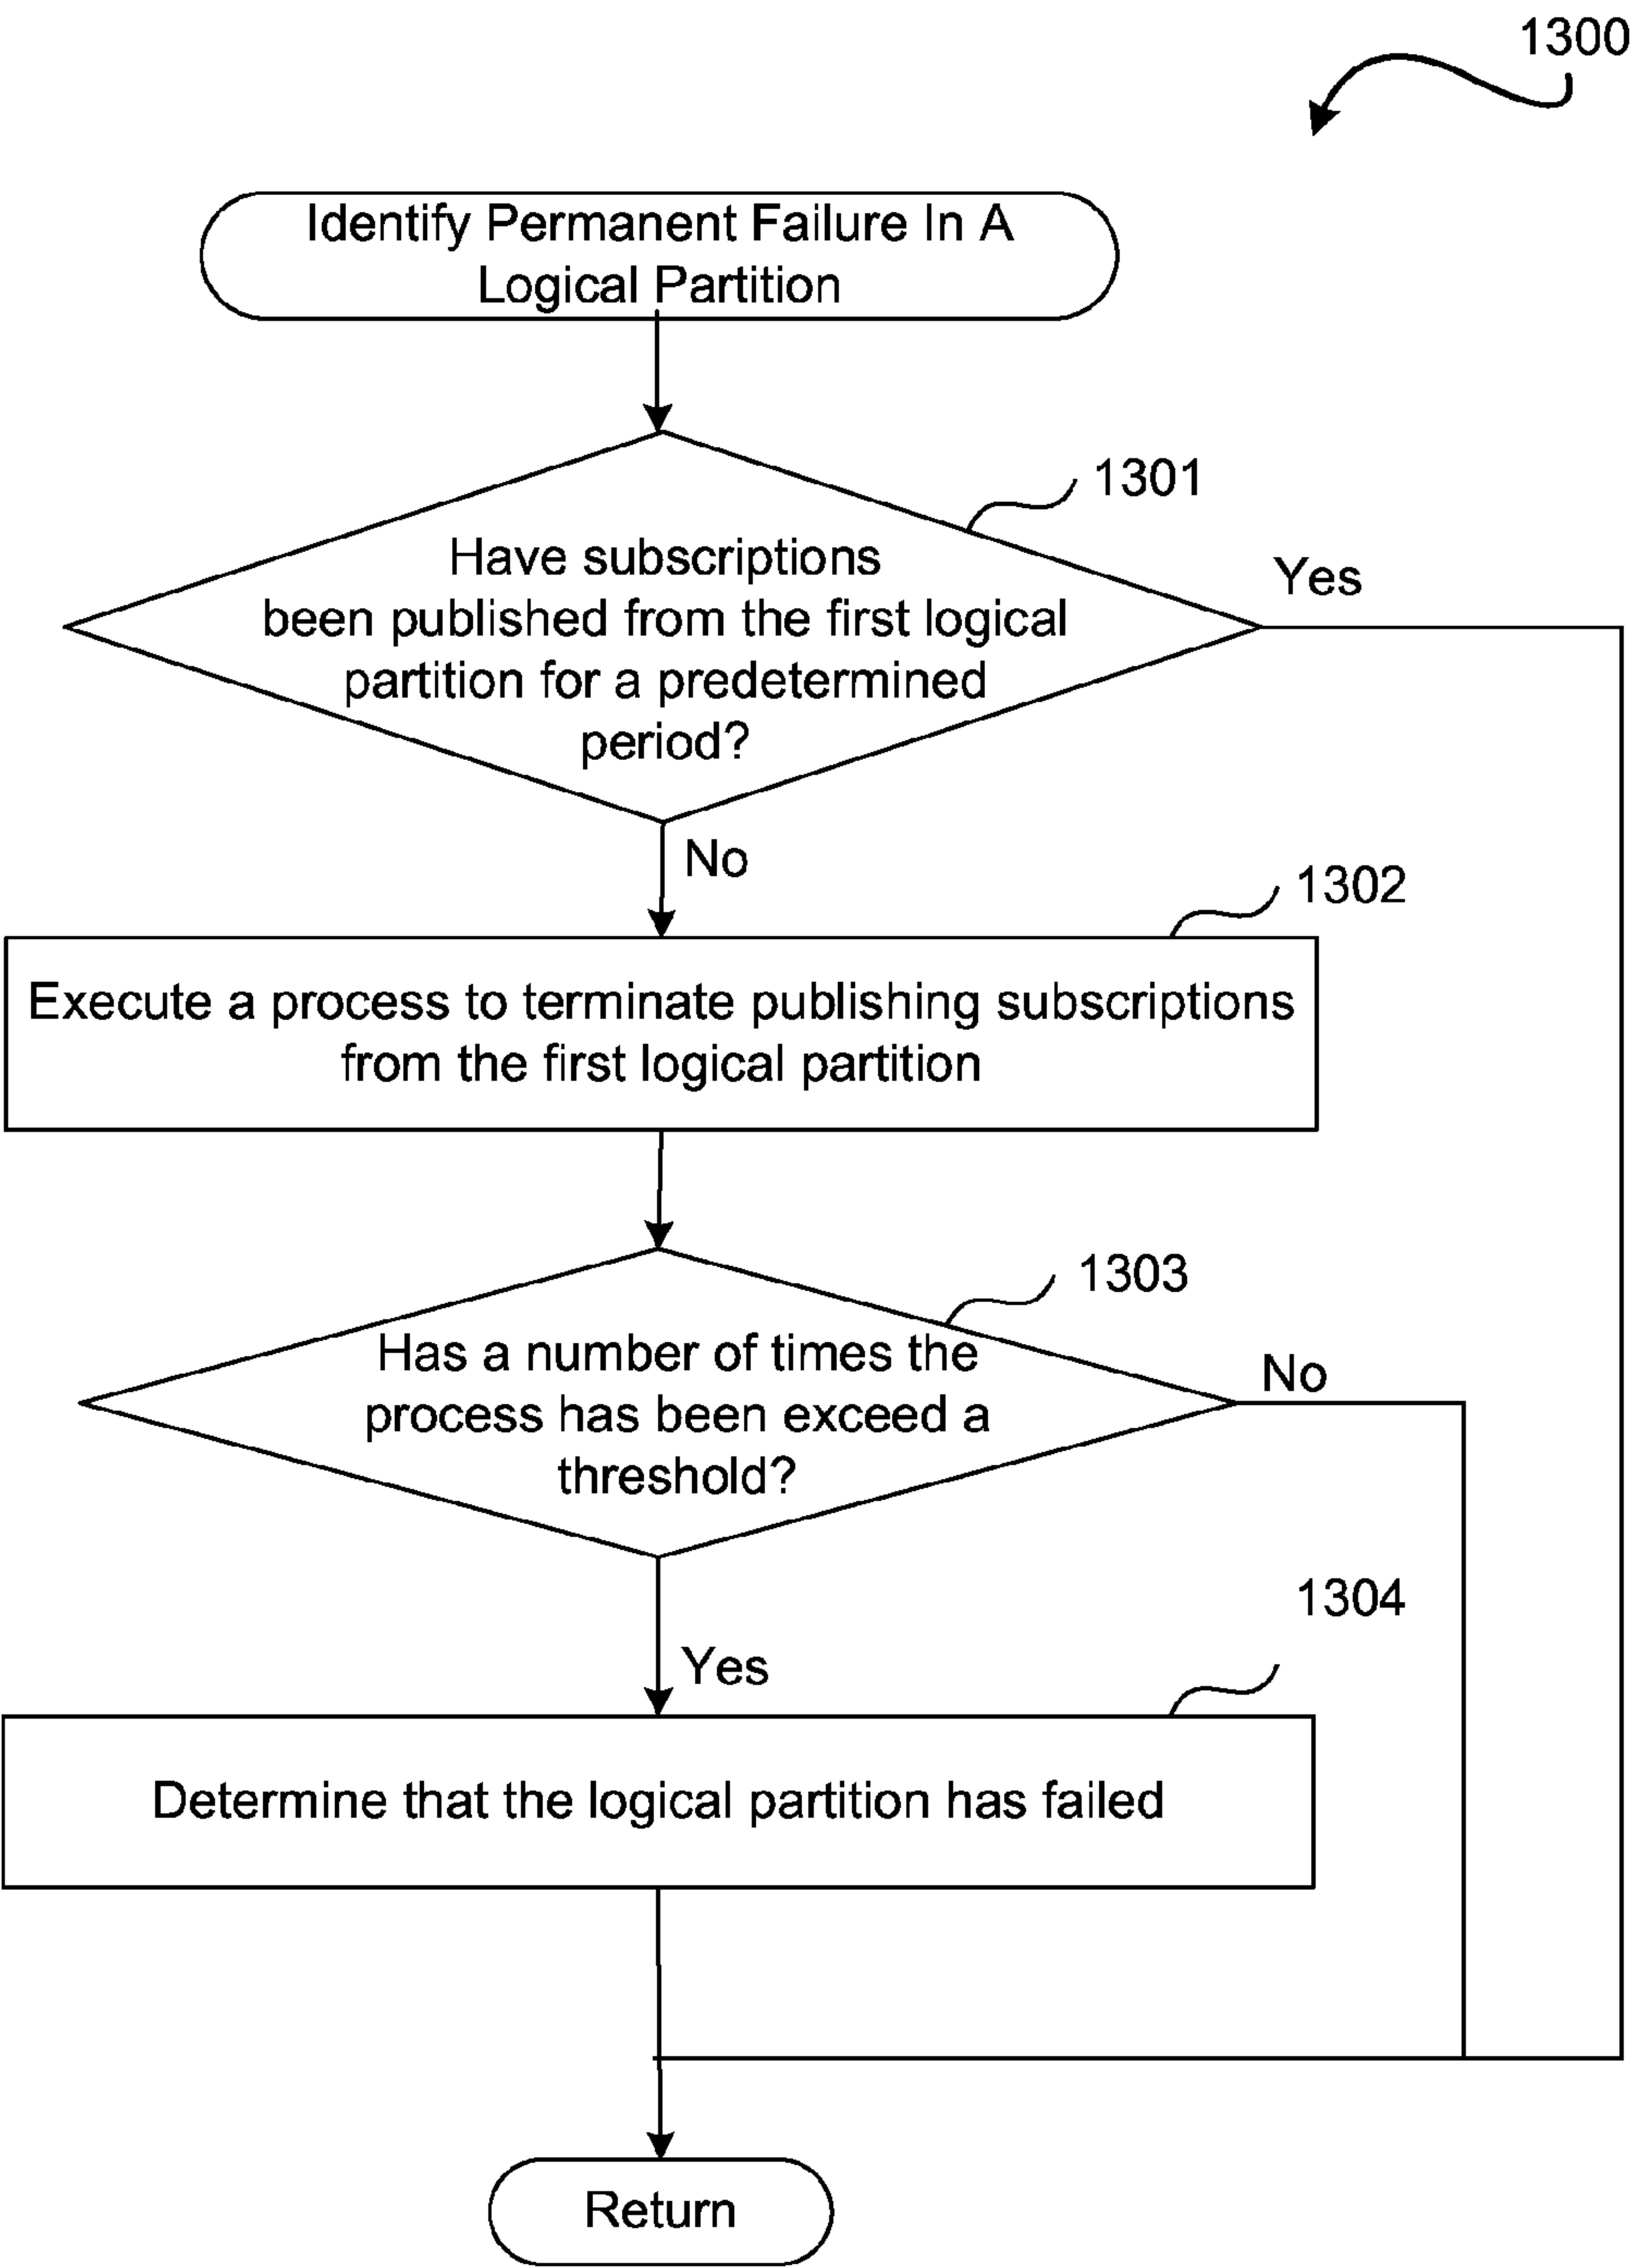 1300
Identify Permanent Failure In A
Logical Partition
1301
Have subscriptions
been published from the first logical
partition for a predetermined
period?
Yes
No
1302
Execute a process to terminate publishing subscriptions
from the first logical partition
1303
Has a number of times the
process has been exceed a
threshold?
No
1304
Yes
Determine that the logical partition has failed
Return